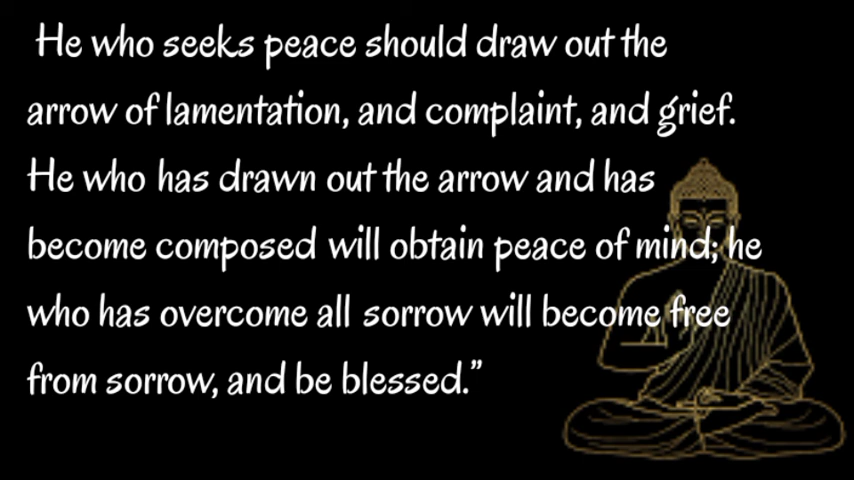 He who seeks peace should draw out the
arrow of lamentation, and complaint, and grief.
He who has drawn out the arrow and has
become composed will obtain peace of mind; he
who has overcome all sorrow will become free
from sorrow, and be blessed.”